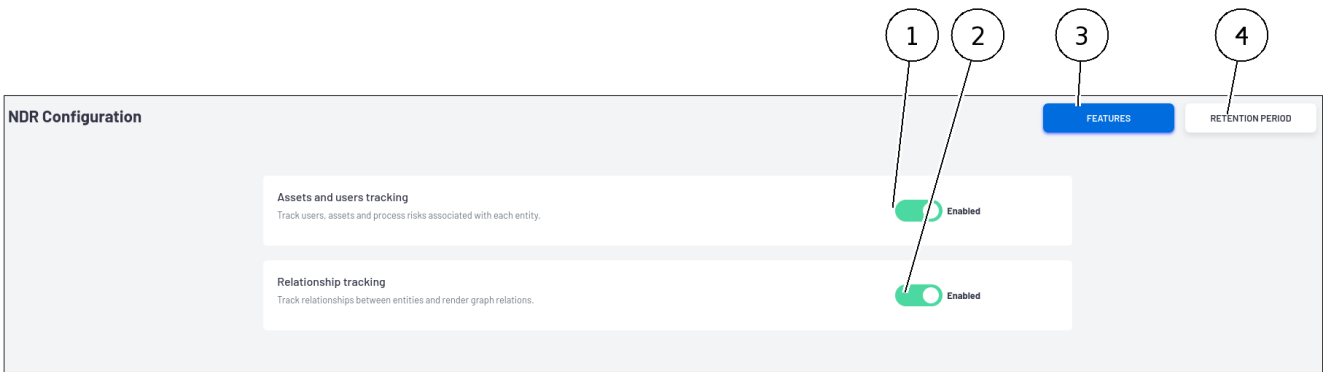 1 2 3 4
NDR Configuration
FEATURES
RETENTION PERIOD
Assets and users tracking
Track users, assets and process risks associated with each entity.
Enabled
Relationship tracking
Track relationships between entities and render graph relations.
Enabled